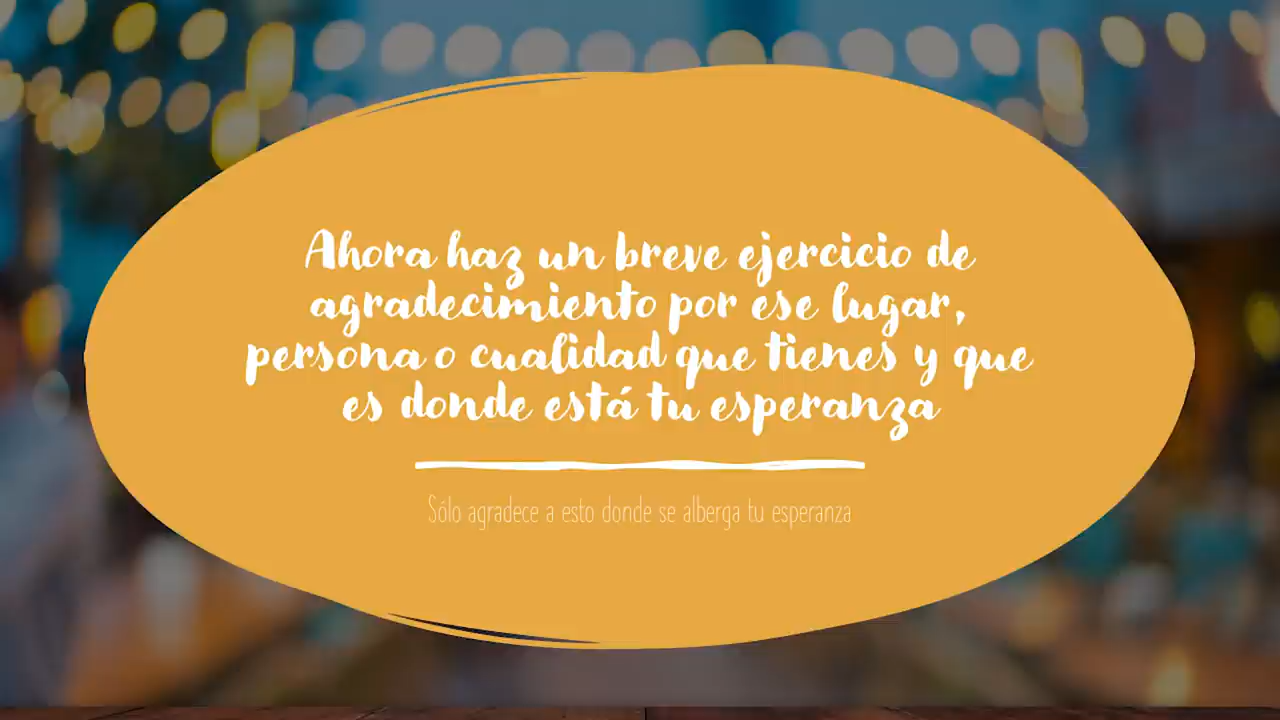 Ahora haz un breve ejercicio de
agradecimiento por ese lugar,
persona o cualidad que tienes y que
es donde está tu esperanza
Sólo agradece a esto donde se alberga tu esperanza